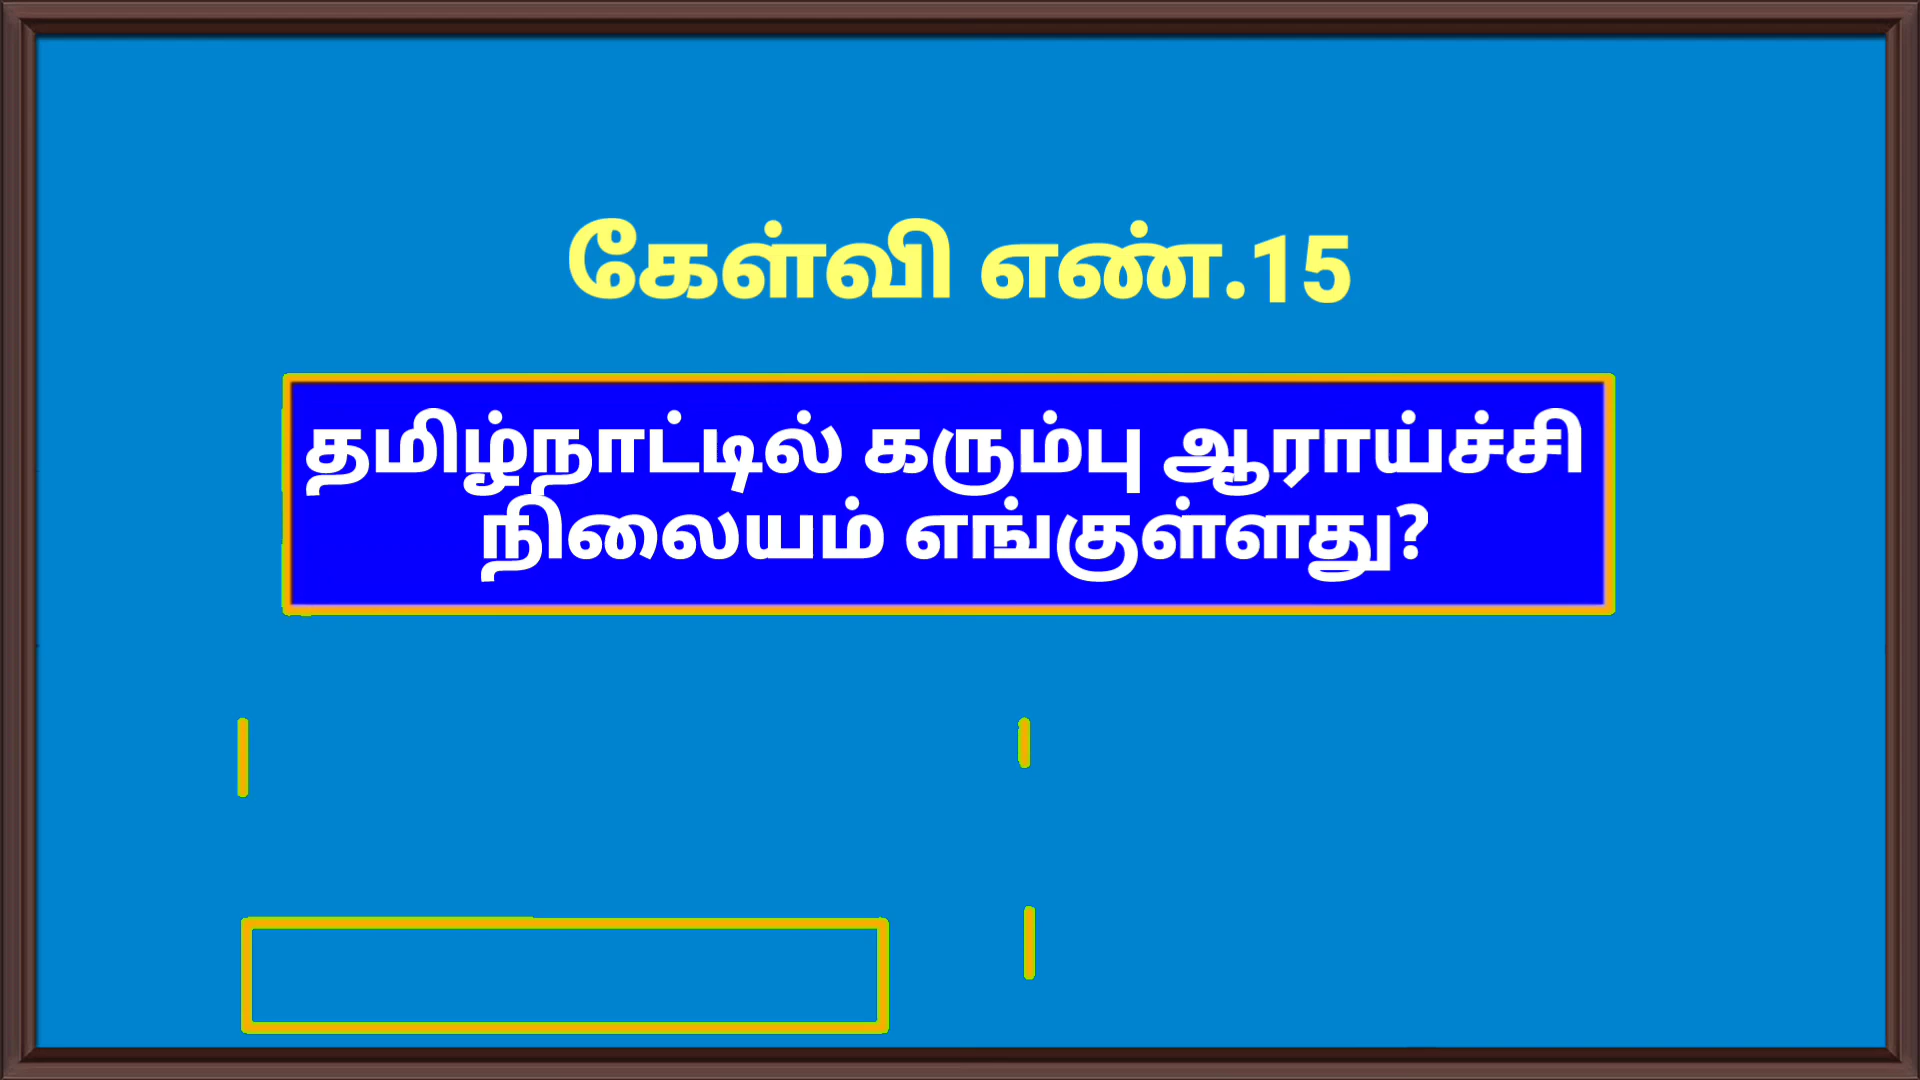 கேள்வி எண்.15
தமிழ்நாட்டில் கரும்பு ஆராய்ச்சி
நிலையம் எங்குள்ளது?